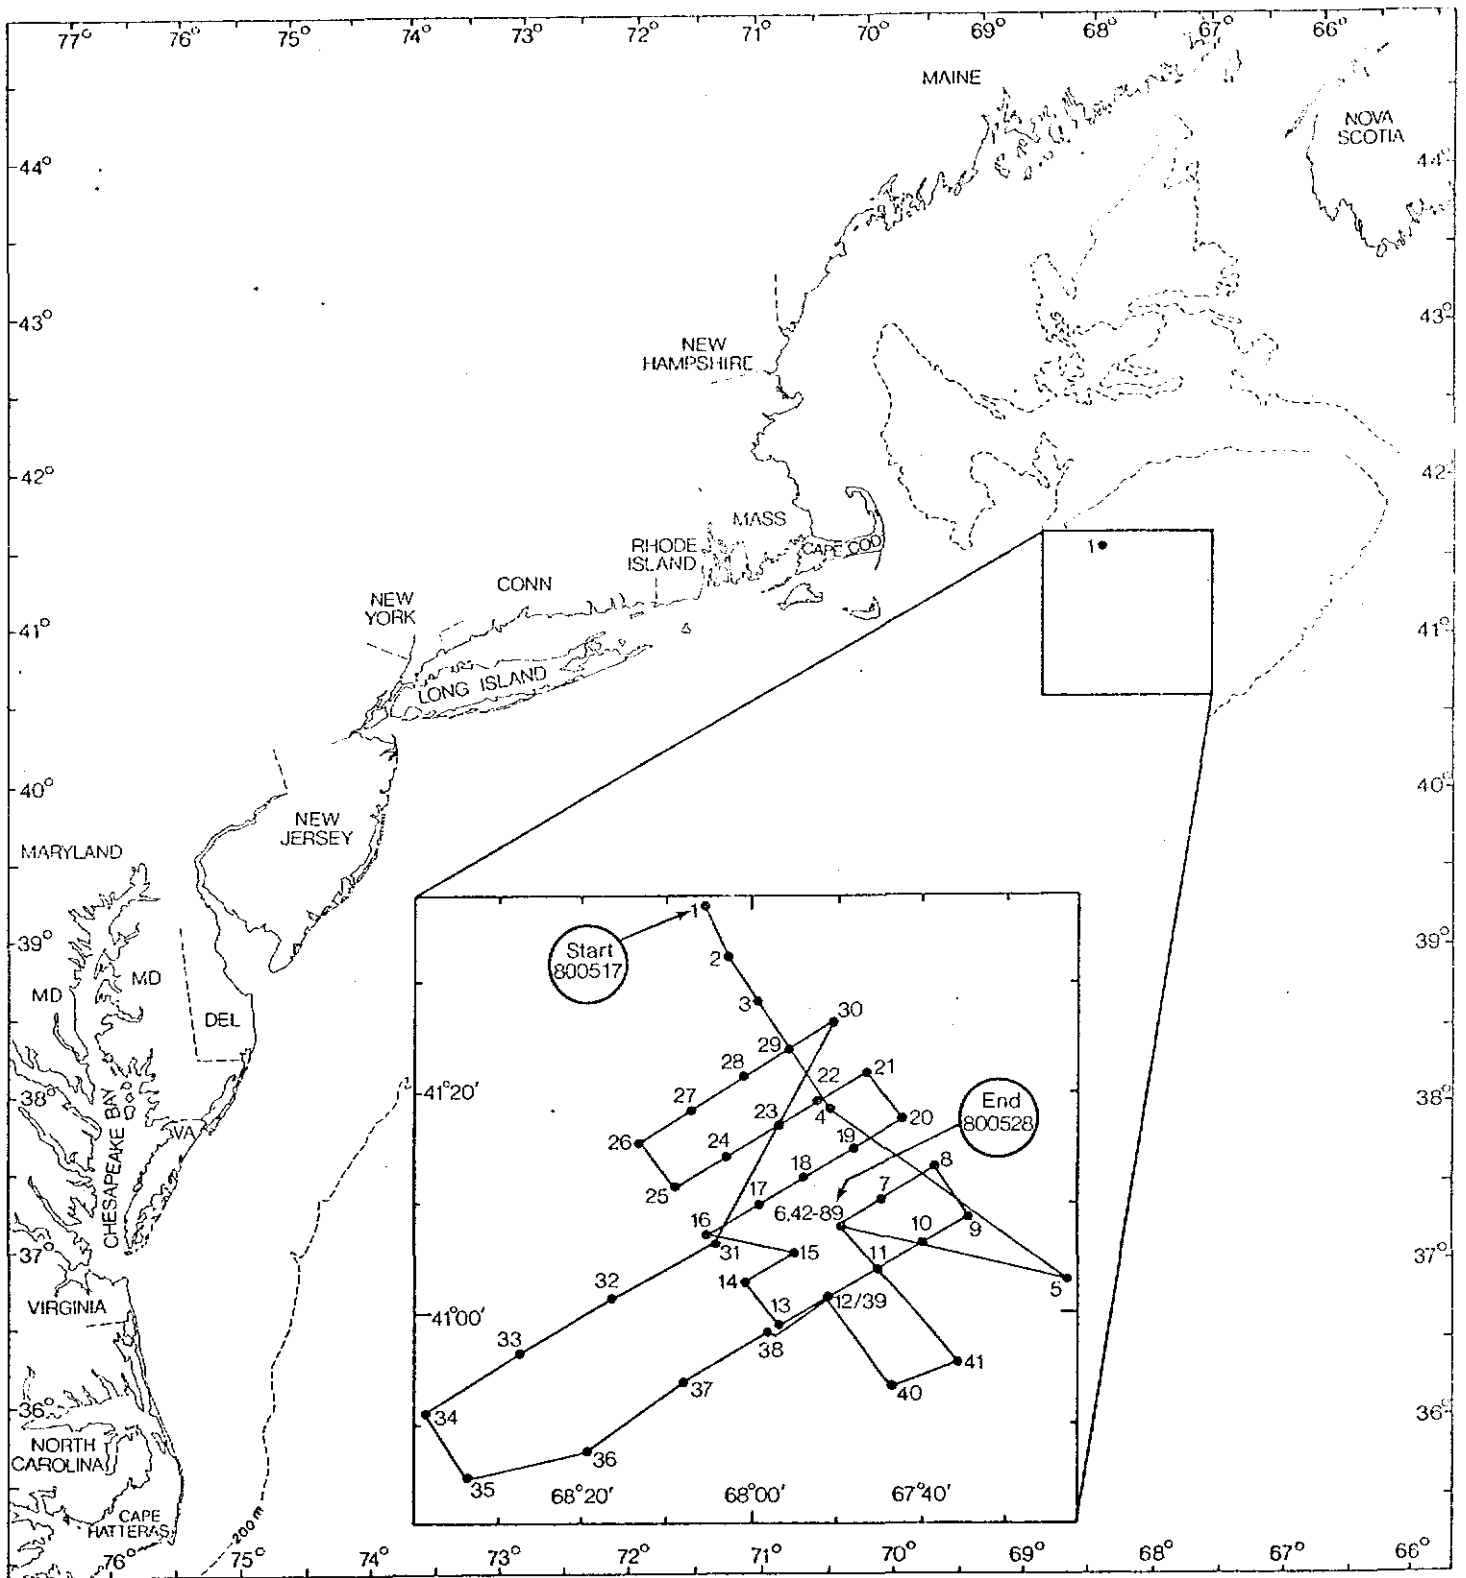 77° 76° 75° 74° 73° 72° 71° 70° 69° 68° 67° 66°
MAINE
NOVA
SCOTIA
44° 44°
43° 43°
NEW
HAMPSHIRE
42° 42°
MASS
CAPE COD
RHODE
ISLAND
CONN
NEW
YORK
1
41° 41°
LONG ISLAND
40° 40°
NEW
JERSEY
MARYLAND
39° 39°
MD
MD
DEL
38° 38°
CHESAPEAKE BAY
VA
37° 37°
VIRGINIA
36° 36°
NORTH
CAROLINA
CAPE
HATTERAS
200 m
Start
800517
1
2
3
30
29
28
27
26
25
24
23
22
4
21
20
End
800528
41°20'
19
18
17
16
8
7
6,42-89
9
10
11
5
31
15
14
13
12/39
32
33
34
35
36
37
38
40
41
41°00'
68°20' 68°00' 67°40'
76° 75° 74° 73° 72° 71° 70° 69° 68° 67° 66°